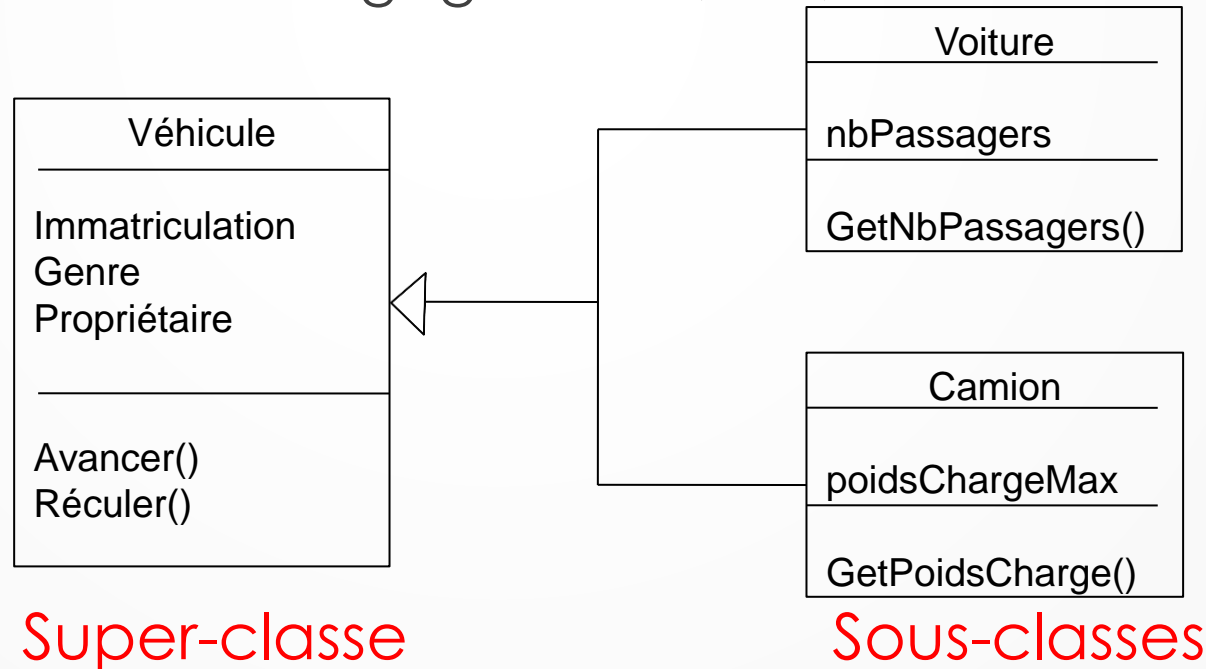 Véhicule
Immatriculation
Genre
Propriétaire
Avancer()
Réculer()
Super-classe
Voiture
nbPassagers
GetNbPassagers()
Camion
poidsChargeMax
GetPoidsCharge()
Sous-classes